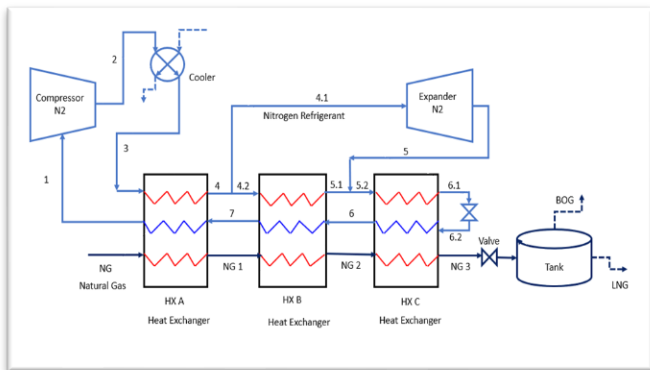 2
Cooler
Compressor
N2
4.1
Expander
N2
Nitrogen Refrigerant
3
5
1
4
4.2
5.1
5.2
6.1
BOG
7
6
6.2
Valve
Tank
NG
Natural Gas
NG 1
NG 2
NG 3
LNG
HX A
Heat Exchanger
HX B
Heat Exchanger
HX C
Heat Exchanger